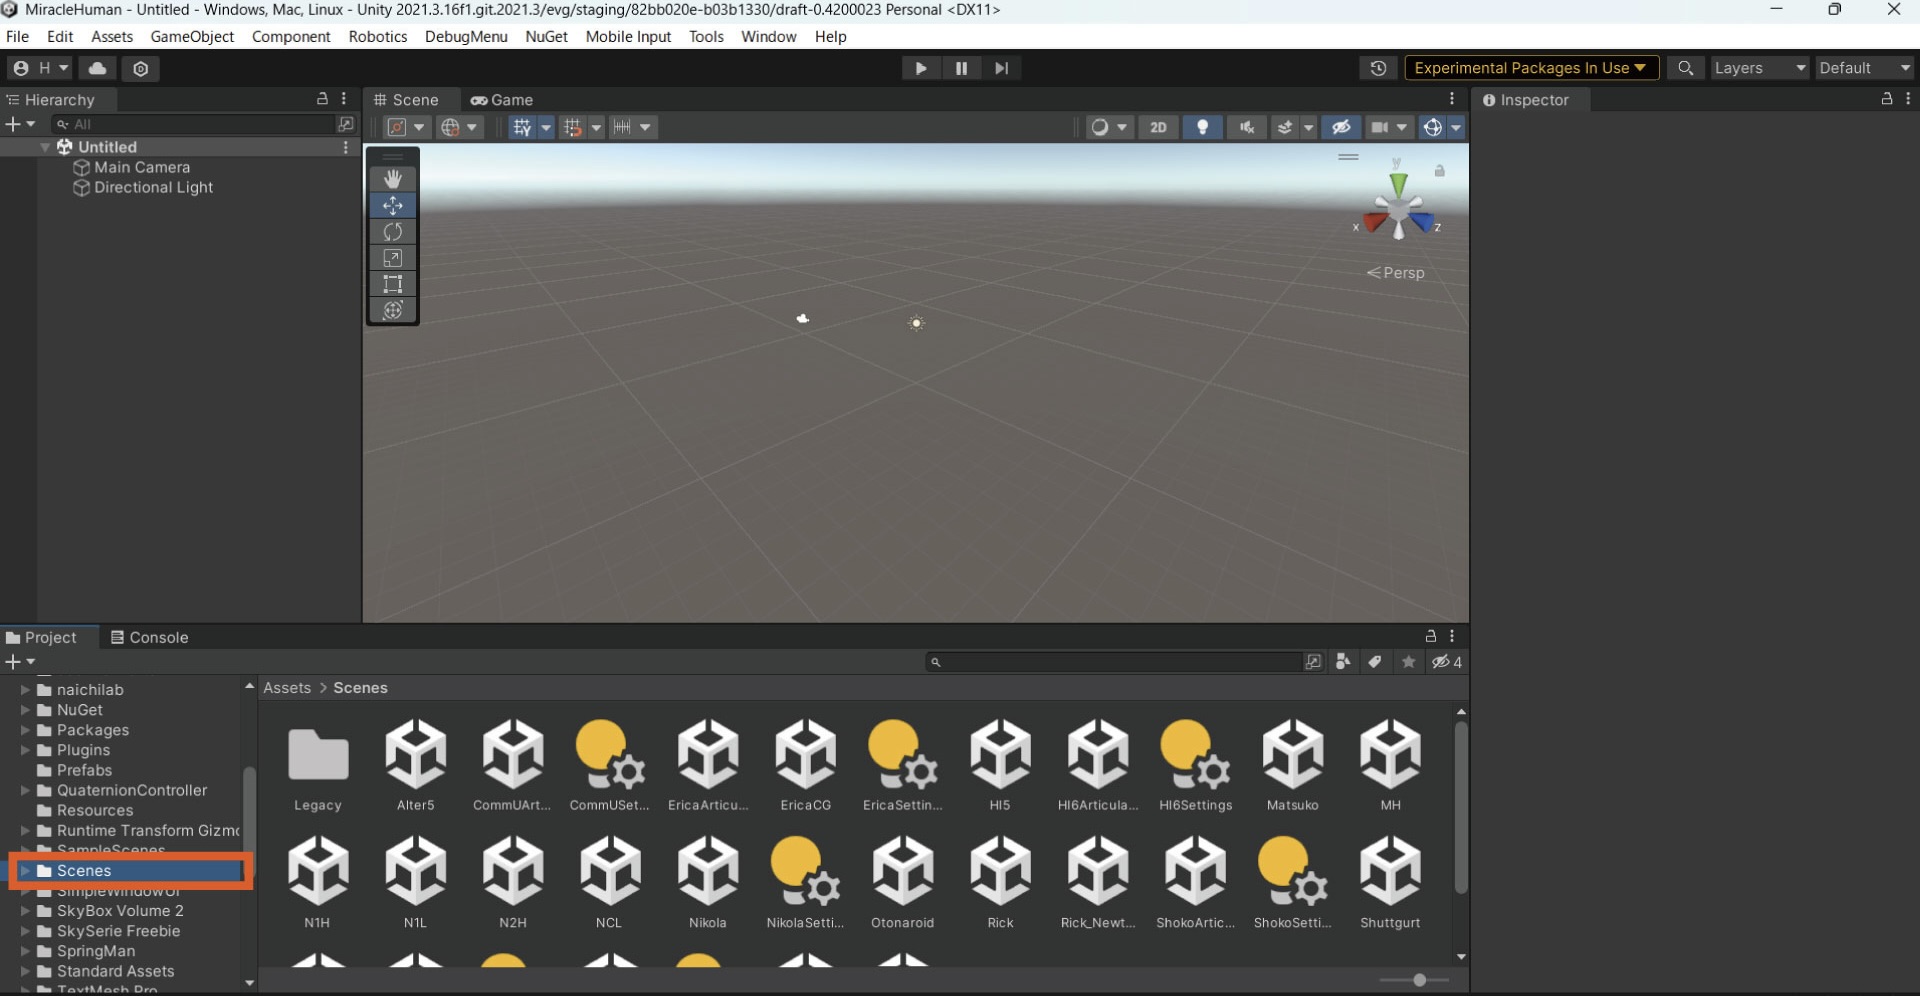 MiracleHuman - Untitled - Windows, Mac, Linux - Unity 2021.3.16f1.git.2021.3/evg/staging/82bb020e-b03b1330/draft-0.4200023 Personal <DX11>
File Edit Assets GameObject Component Robotics DebugMenu NuGet Mobile Input Tools Window Help
H Experimental Packages In Use Layers Default
Hierarchy
All
Untitled
Main Camera
Directional Light
Scene Game
2D
y
x z
Persp
Inspector
Project Console
4
naichilab
NuGet
Packages
Plugins
Prefabs
QuaternionController
Resources
Runtime Transform Gizmo
SampleScenes
Scenes
SimpleWindowUI
SkyBox Volume 2
SkySerie Freebie
SpringMan
Standard Assets
TextMesh Pro
Assets > Scenes
Legacy Alter5 CommUArt... CommUSet... EricaArticu... EricaCG EricaSettin... HI5 HI6Articula... HI6Settings Matsuko MH
N1H N1L N2H NCL Nikola NikolaSetti... Otonaroid Rick Rick_Newt... ShokoArtic... ShokoSetti... Shuttgurt